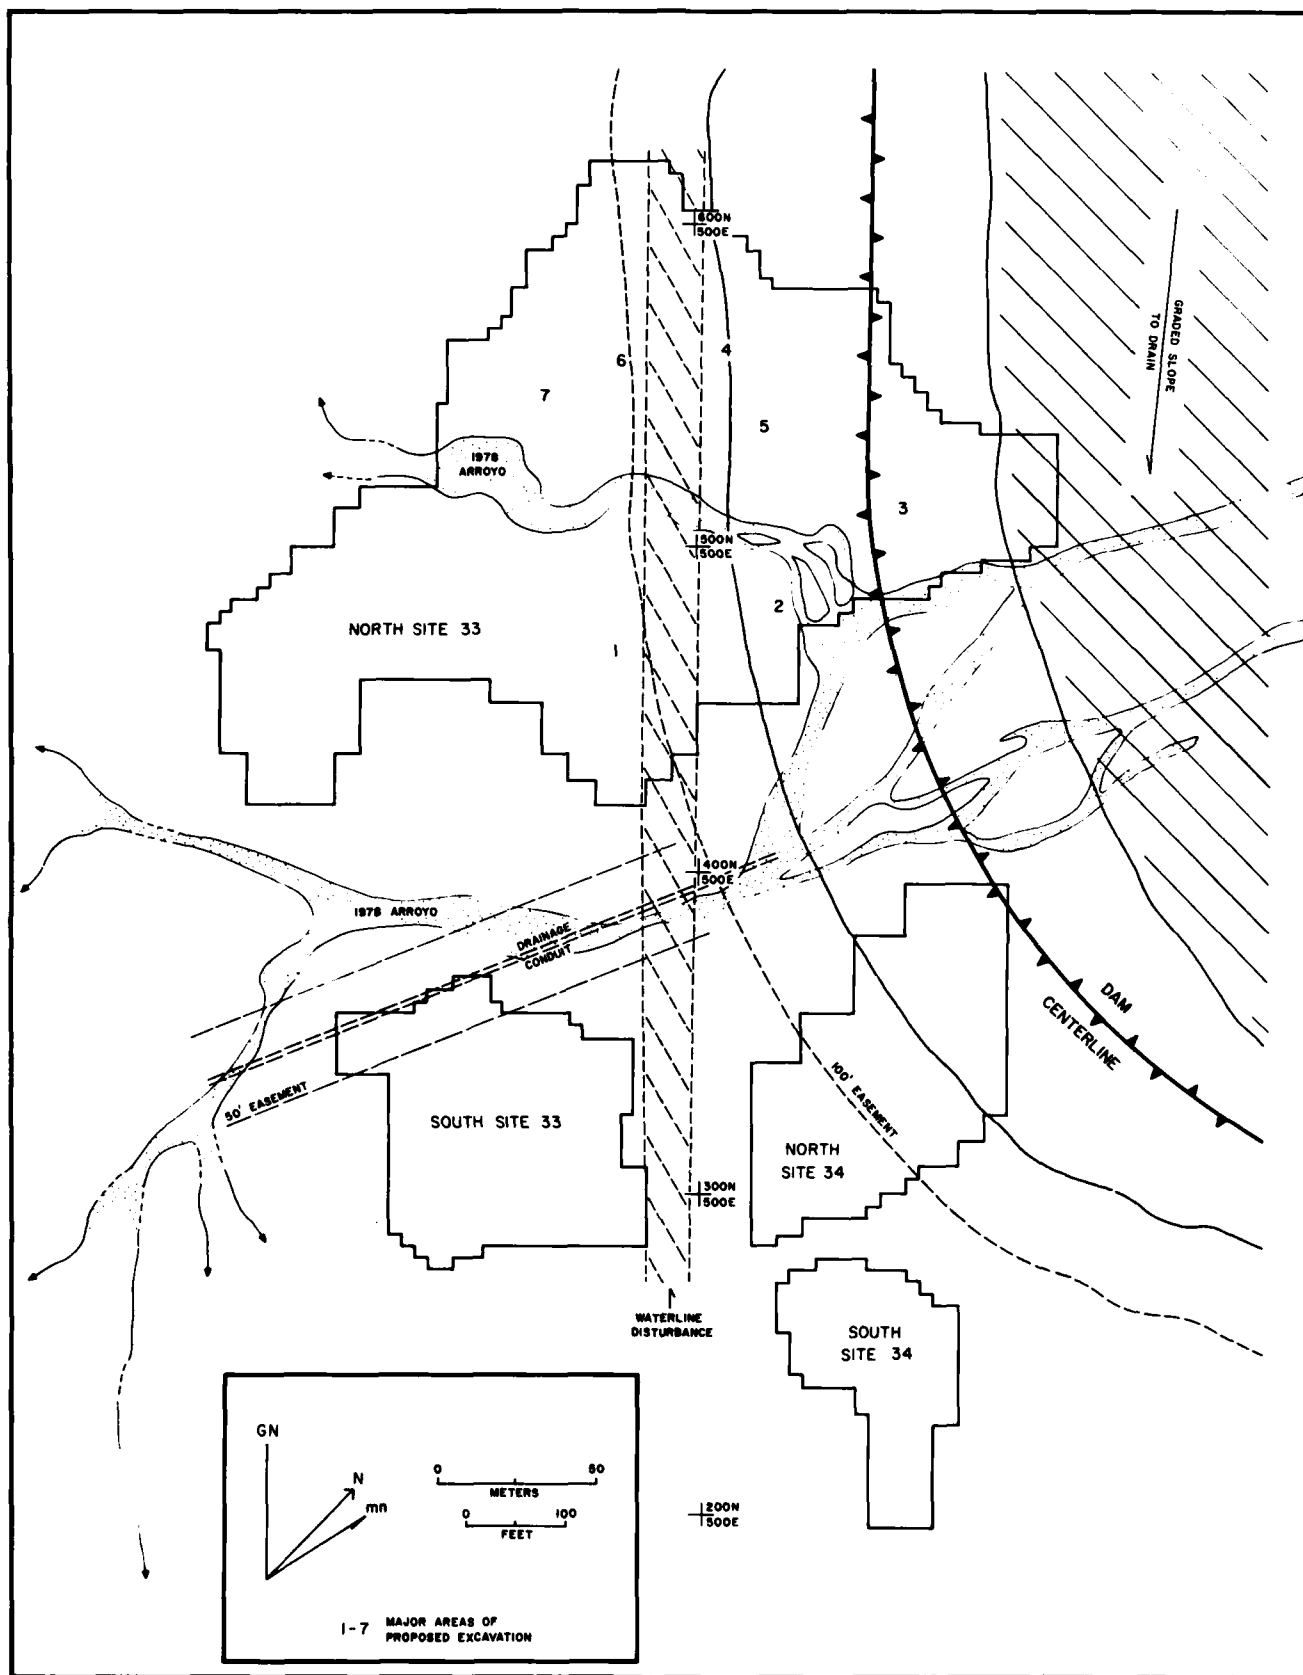 600N
500E
GRADED SLOPE
TO DRAIN
6
4
7
5
1978
ARROYO
3
500N
500E
2
NORTH SITE 33
1
400N
500E
1978 ARROYO
DRAINAGE
CONDUIT
DAM
CENTERLINE
50' EASEMENT
100' EASEMENT
SOUTH SITE 33
NORTH
SITE 34
300N
500E
WATERLINE
DISTURBANCE
SOUTH
SITE 34
GN
N
mn
0 50
METERS
0 100
FEET
200N
500E
1-7 MAJOR AREAS OF
PROPOSED EXCAVATION